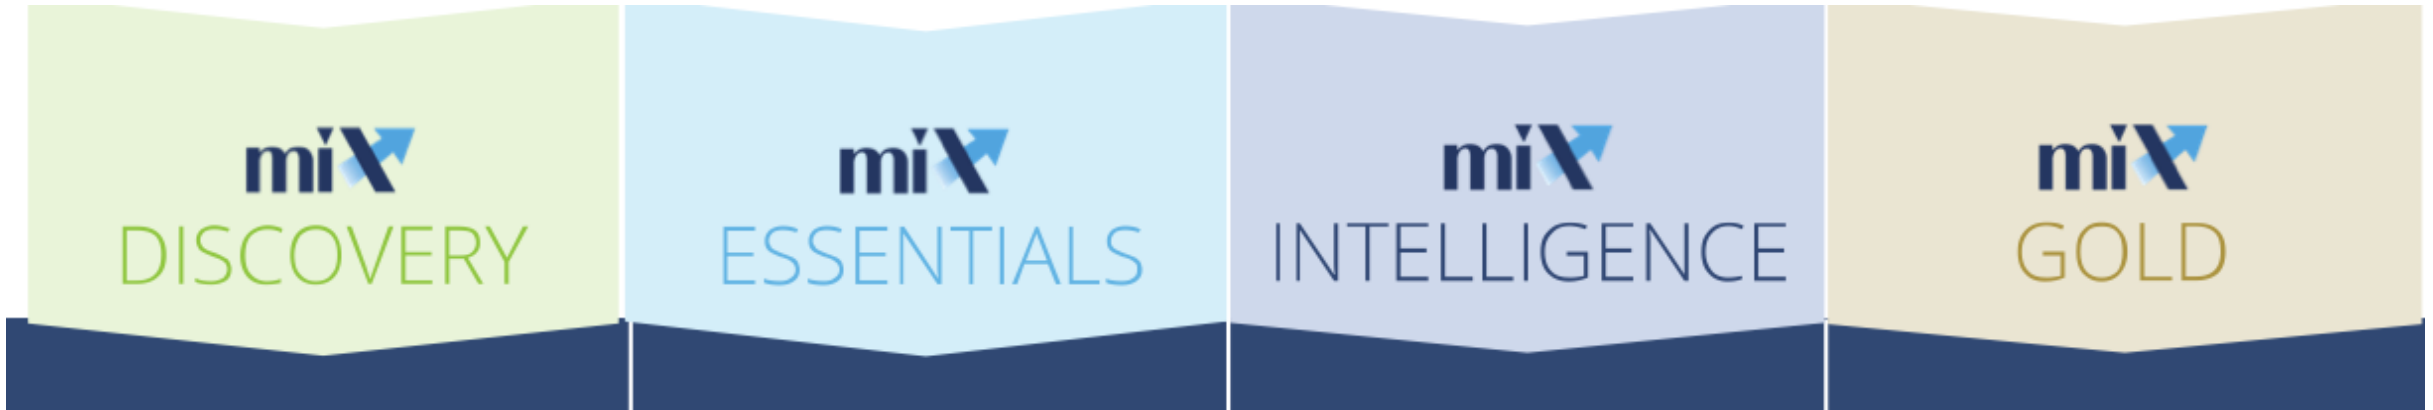 miX
DISCOVERY
miX
ESSENTIALS
miX
INTELLIGENCE
miX
GOLD